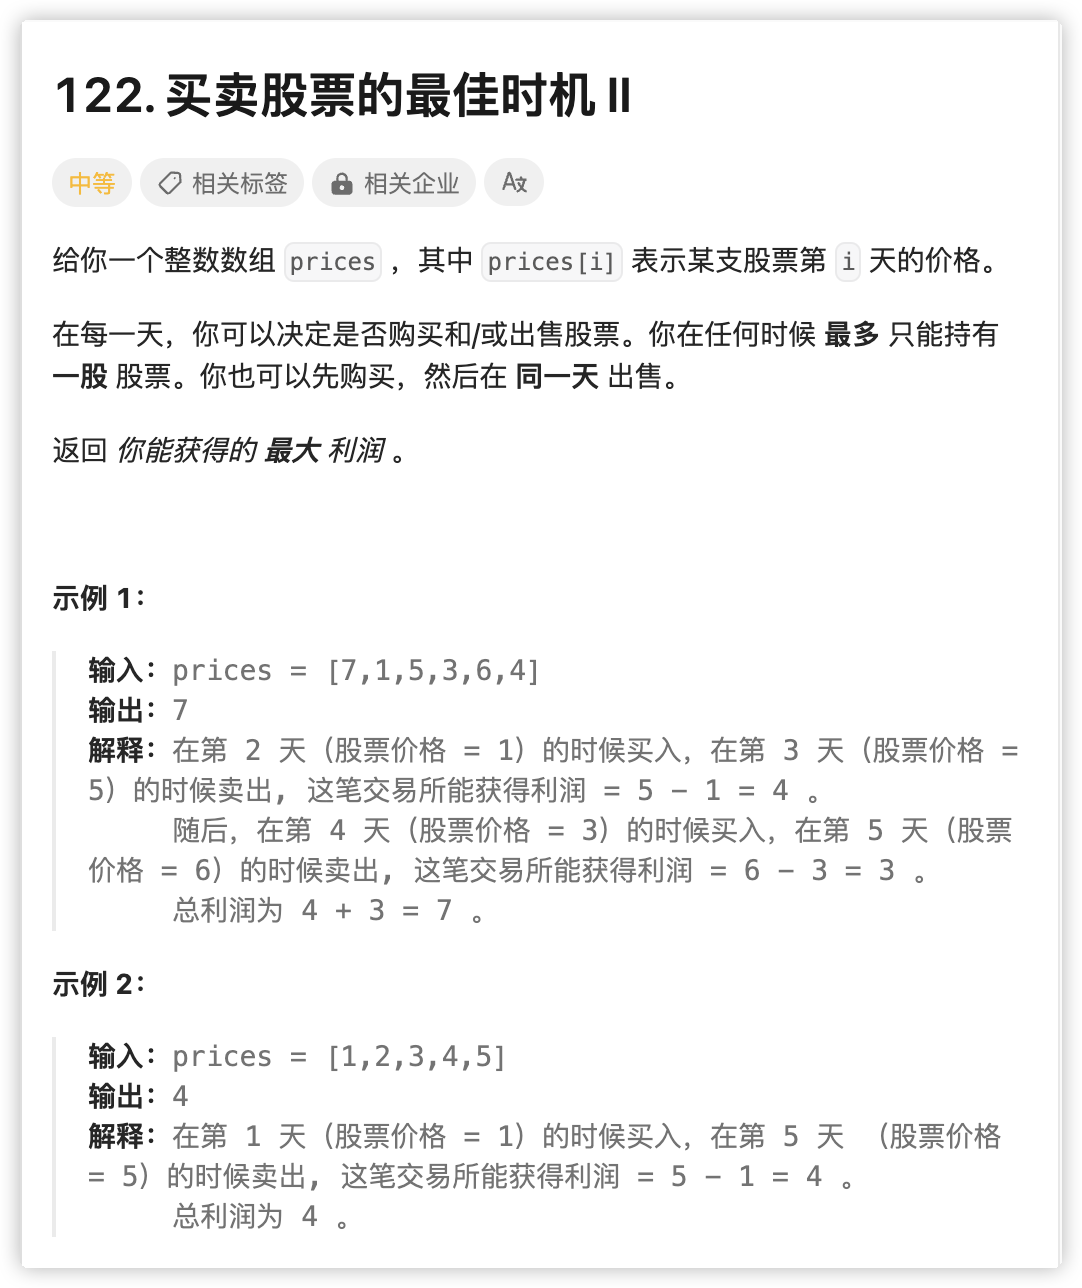 122. 买卖股票的最佳时机 II
中等 相关标签 相关企业
给你一个整数数组 prices ，其中 prices[i] 表示某支股票第 i 天的价格。
在每一天，你可以决定是否购买和/或出售股票。你在任何时候 最多 只能持有
一股 股票。你也可以先购买，然后在 同一天 出售。
返回 你能获得的 最大 利润 。
示例 1：
输入：prices = [7,1,5,3,6,4]
输出：7
解释：在第 2 天（股票价格 = 1）的时候买入，在第 3 天（股票价格 =
5）的时候卖出, 这笔交易所能获得利润 = 5 - 1 = 4 。
随后，在第 4 天（股票价格 = 3）的时候买入，在第 5 天（股票
价格 = 6）的时候卖出, 这笔交易所能获得利润 = 6 - 3 = 3 。
总利润为 4 + 3 = 7 。
示例 2：
输入：prices = [1,2,3,4,5]
输出：4
解释：在第 1 天（股票价格 = 1）的时候买入，在第 5 天 （股票价格
= 5）的时候卖出, 这笔交易所能获得利润 = 5 - 1 = 4 。
总利润为 4 。